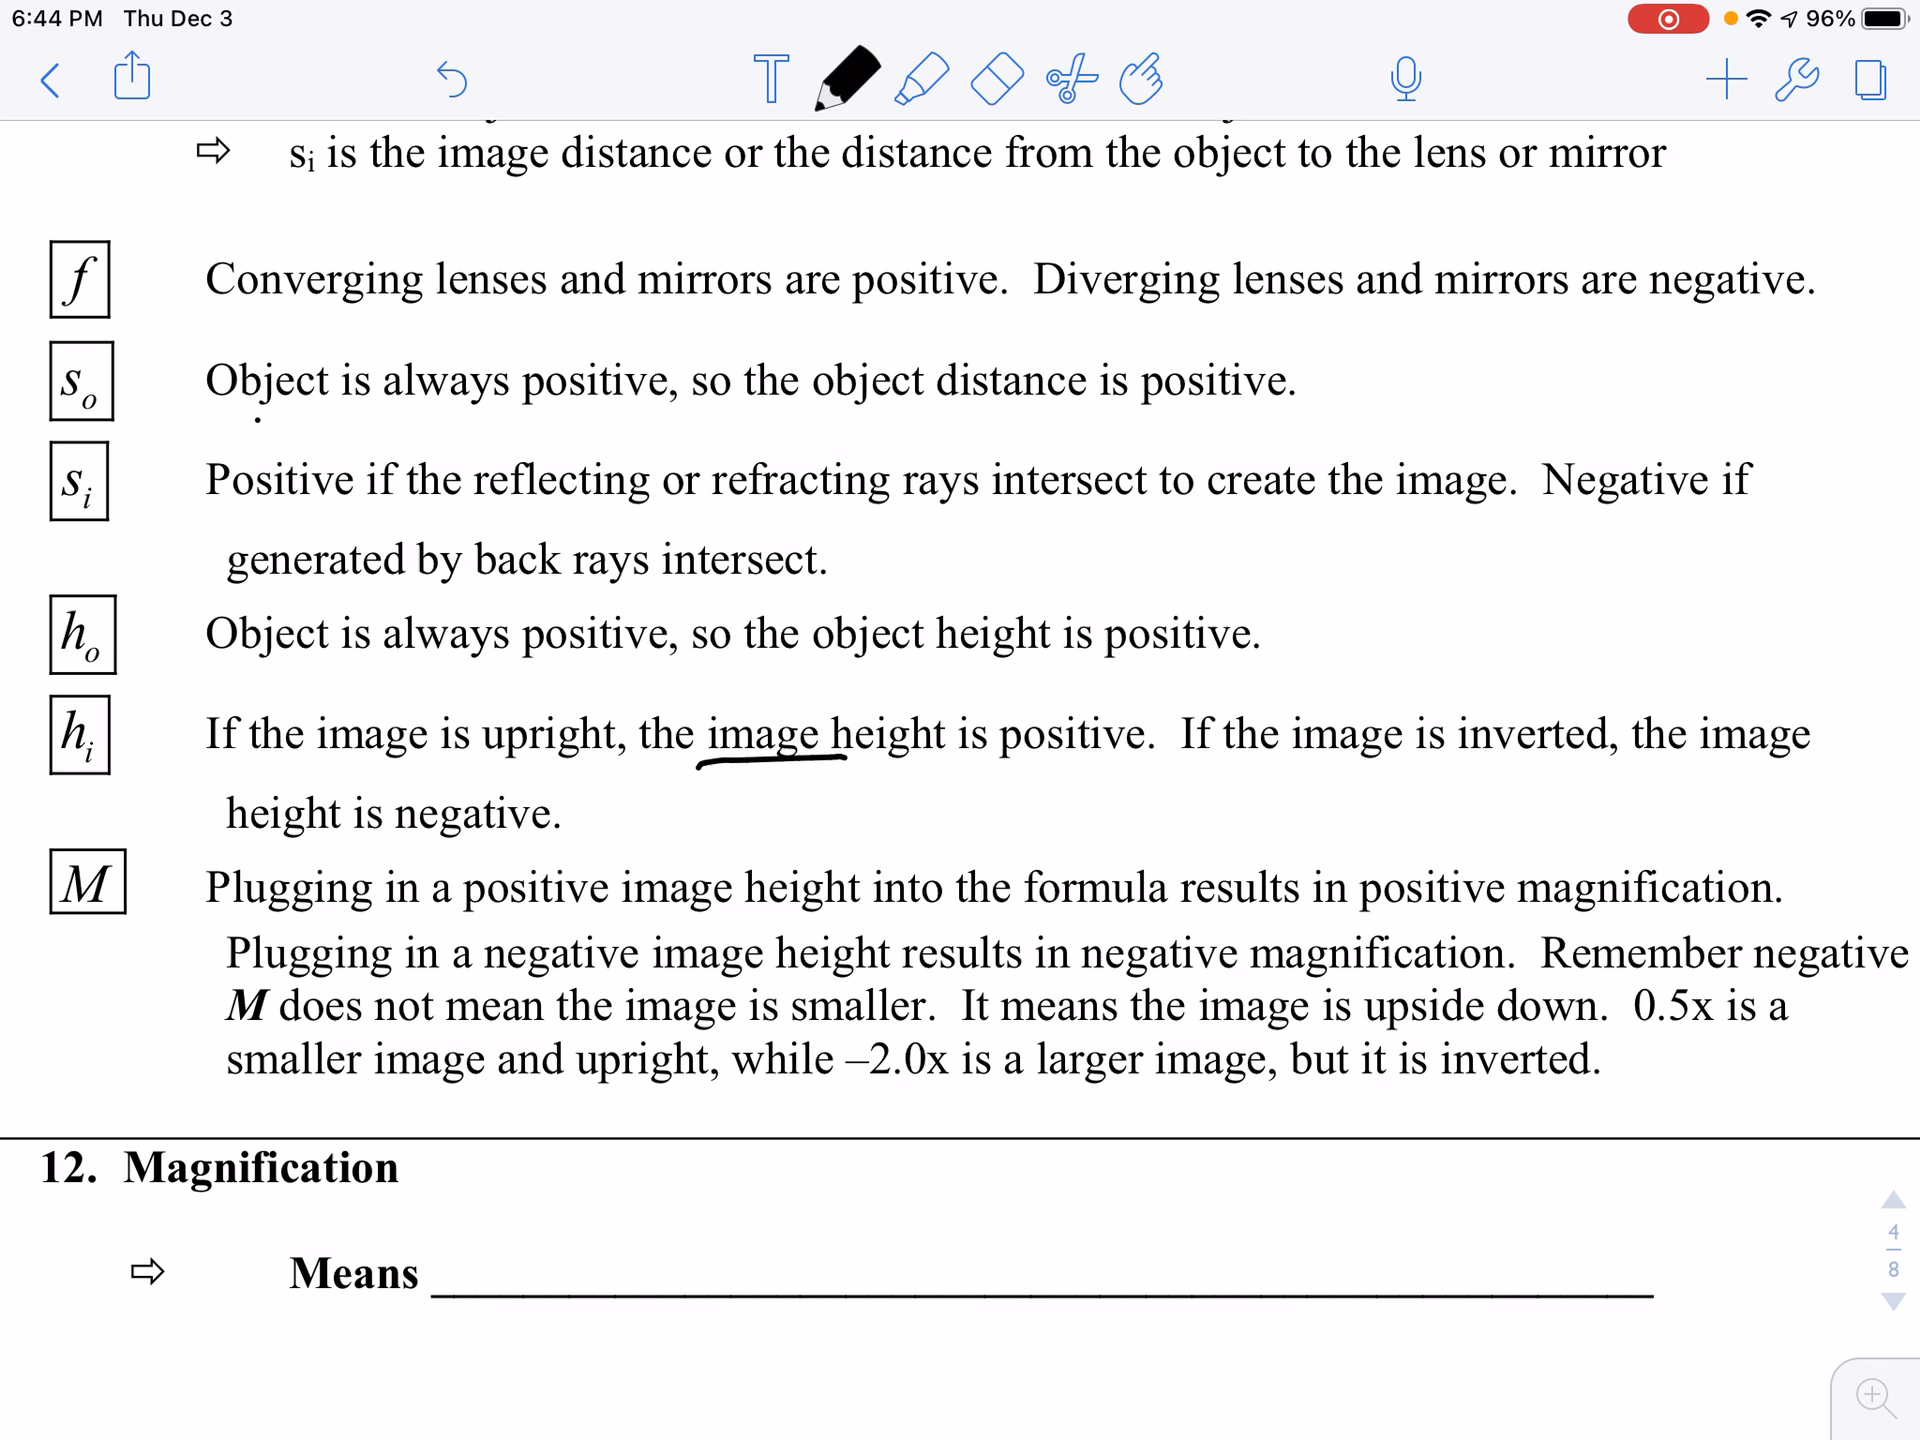 6:44 PM Thu Dec 3
96%
T
⇨ sᵢ is the image distance or the distance from the object to the lens or mirror
f Converging lenses and mirrors are positive. Diverging lenses and mirrors are negative.
sₒ Object is always positive, so the object distance is positive.
sᵢ Positive if the reflecting or refracting rays intersect to create the image. Negative if
generated by back rays intersect.
hₒ Object is always positive, so the object height is positive.
hᵢ If the image is upright, the image height is positive. If the image is inverted, the image
height is negative.
M Plugging in a positive image height into the formula results in positive magnification.
Plugging in a negative image height results in negative magnification. Remember negative
M does not mean the image is smaller. It means the image is upside down. 0.5x is a
smaller image and upright, while –2.0x is a larger image, but it is inverted.
12. Magnification
4
8
⇨ Means